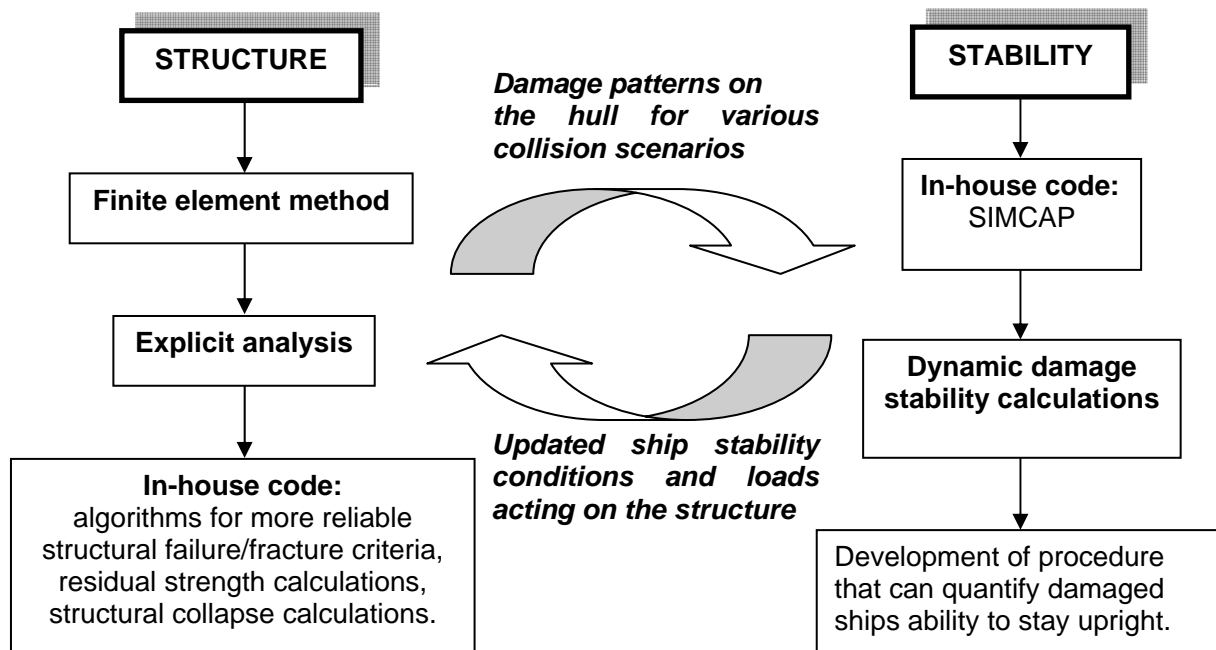 STRUCTURE
Finite element method
Explicit analysis
In-house code:
algorithms for more reliable
structural failure/fracture criteria,
residual strength calculations,
structural collapse calculations.
Damage patterns on
the hull for various
collision scenarios
Updated ship stability
conditions and loads
acting on the structure
STABILITY
In-house code:
SIMCAP
Dynamic damage
stability calculations
Development of procedure
that can quantify damaged
ships ability to stay upright.